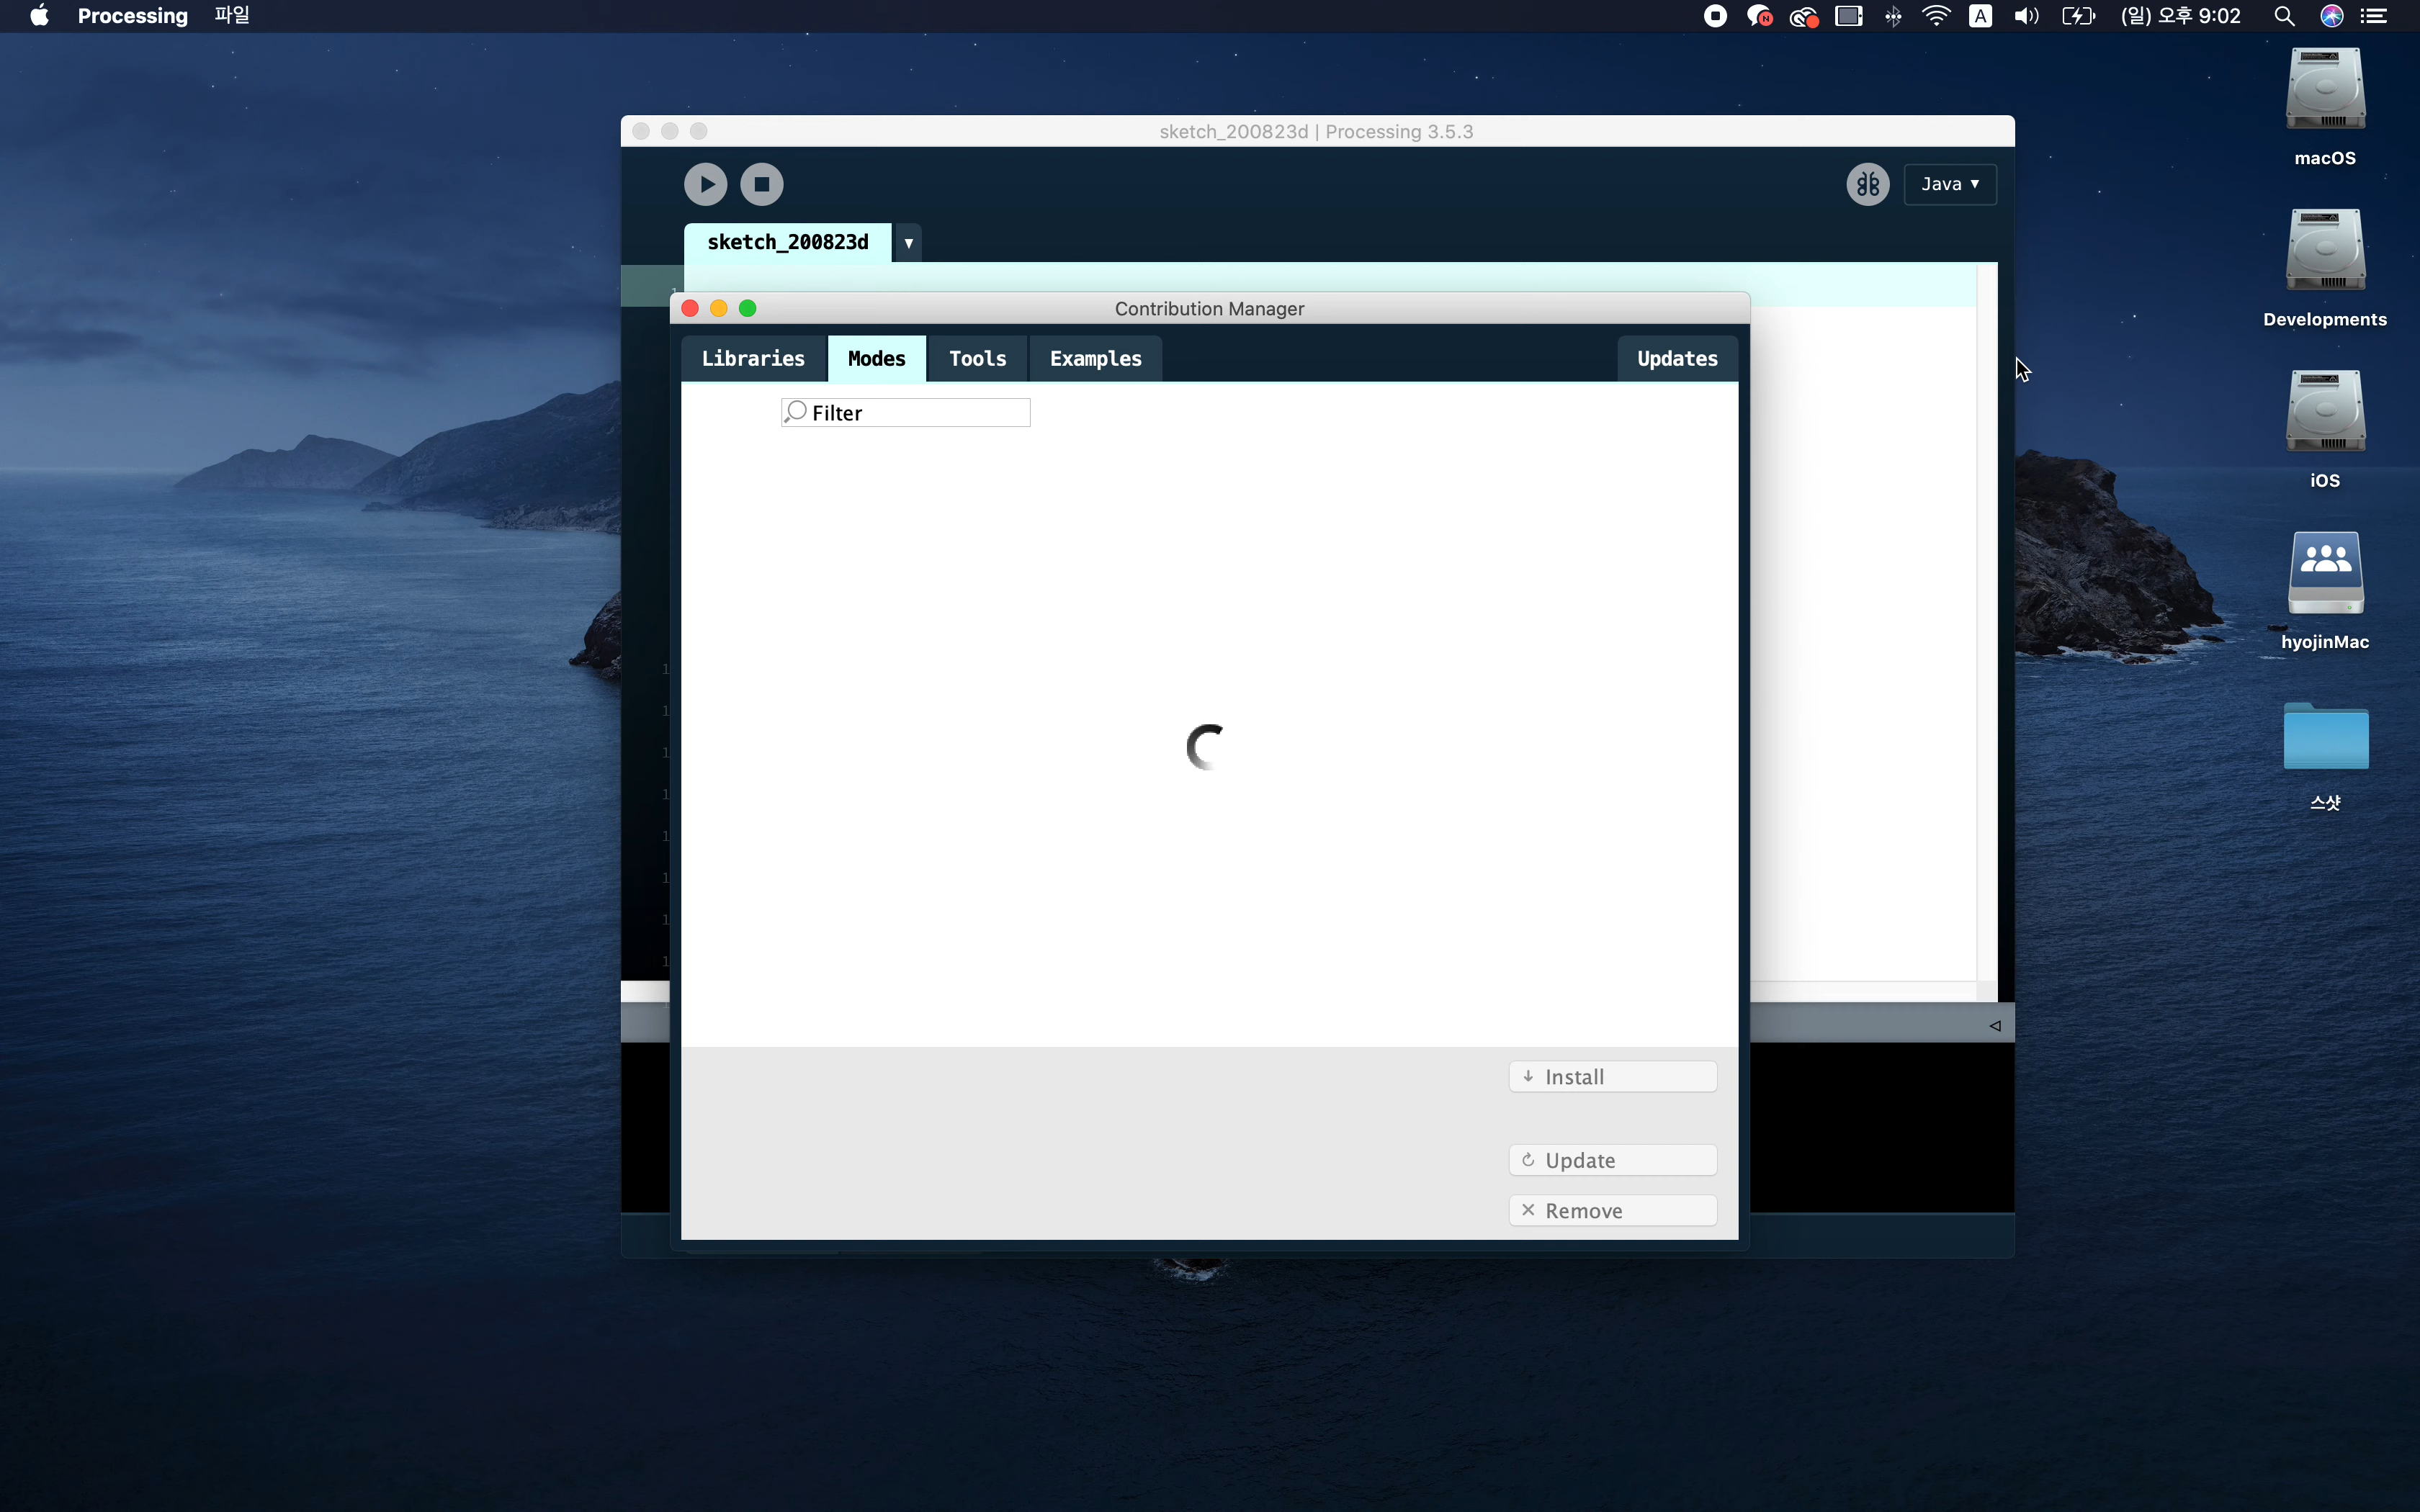 Processing 파일
A (일) 오후 9:02
sketch_200823d | Processing 3.5.3
Java ▼
sketch_200823d ▼
Contribution Manager
Libraries Modes Tools Examples Updates
Filter
Install
Update
Remove
macOS
Developments
iOS
hyojinMac
스샷